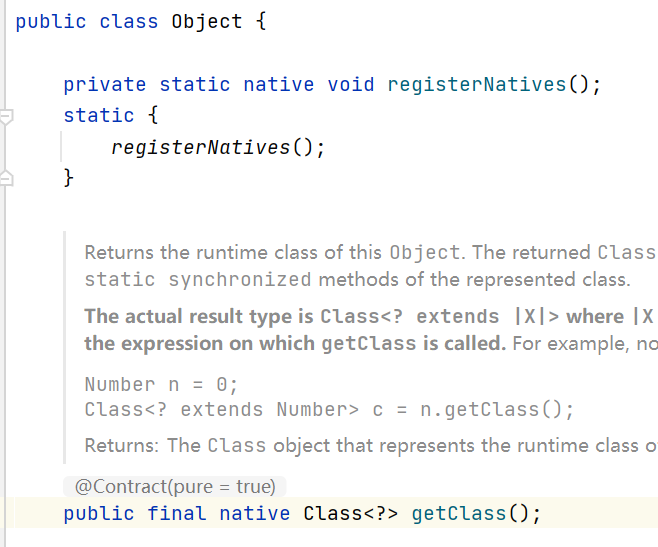 public class Object {
private static native void registerNatives();
static {
registerNatives();
}
Returns the runtime class of this Object. The returned Class
static synchronized methods of the represented class.
The actual result type is Class<? extends |X|> where |X
the expression on which getClass is called. For example, no
Number n = 0;
Class<? extends Number> c = n.getClass();
Returns: The Class object that represents the runtime class o
@Contract(pure = true)
public final native Class<?> getClass();